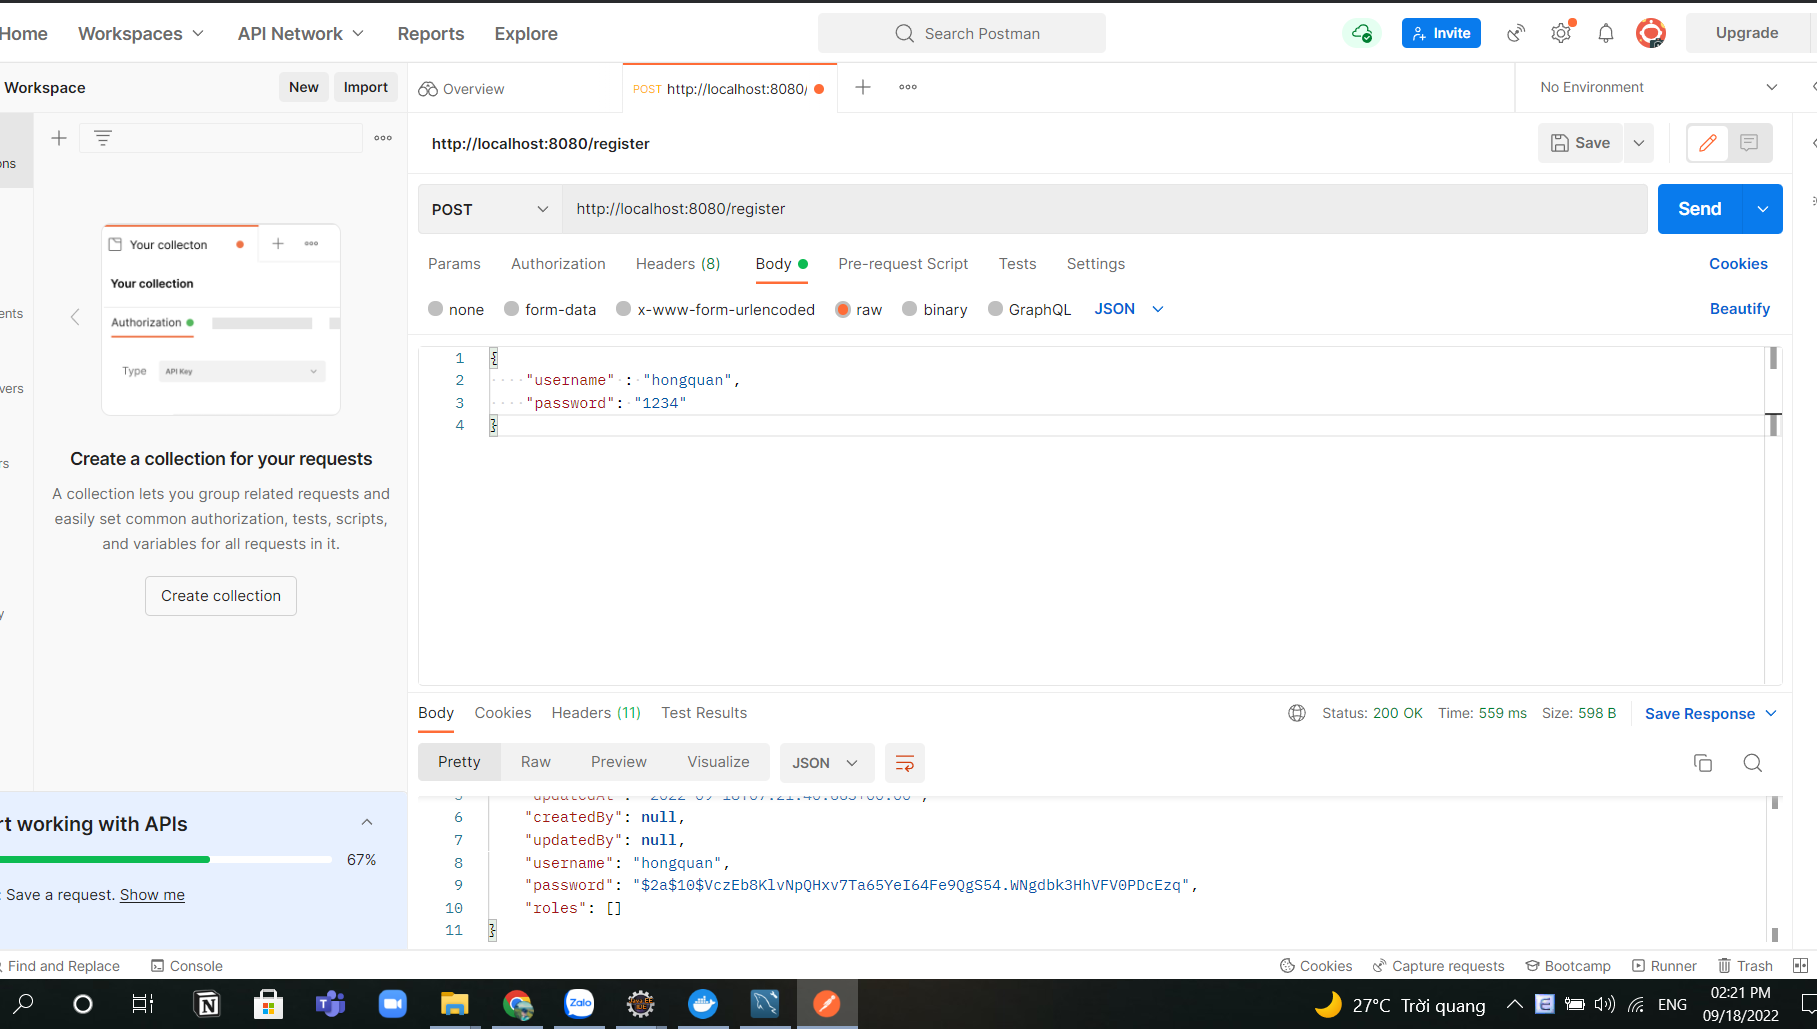 Home Workspaces API Network Reports Explore Search Postman Invite Upgrade
Workspace New Import Overview POST http://localhost:8080/ No Environment
http://localhost:8080/register Save
ons
POST http://localhost:8080/register Send
Your collecton
Params Authorization Headers (8) Body Pre-request Script Tests Settings Cookies
Your collection
none form-data x-www-form-urlencoded raw binary GraphQL JSON Beautify
ents
Authorization
Type API Key
vers
1 {
2 "username" : "hongquan",
3 "password": "1234"
4 }
Create a collection for your requests
rs
A collection lets you group related requests and
easily set common authorization, tests, scripts,
and variables for all requests in it.
Create collection
y
Body Cookies Headers (11) Test Results Status: 200 OK Time: 559 ms Size: 598 B Save Response
Pretty Raw Preview Visualize JSON
6 "createdBy": null,
7 "updatedBy": null,
8 "username": "hongquan",
9 "password": "$2a$10$VczEb8KlvNpQHxv7Ta65YeI64Fe9QgS54.WNgdbk3HhVFV0PDcEzq",
10 "roles": []
11 }
rt working with APIs
67%
: Save a request. Show me
Find and Replace Console Cookies Capture requests Bootcamp Runner Trash
Zalo
27°C Trời quang ENG 02:21 PM
09/18/2022